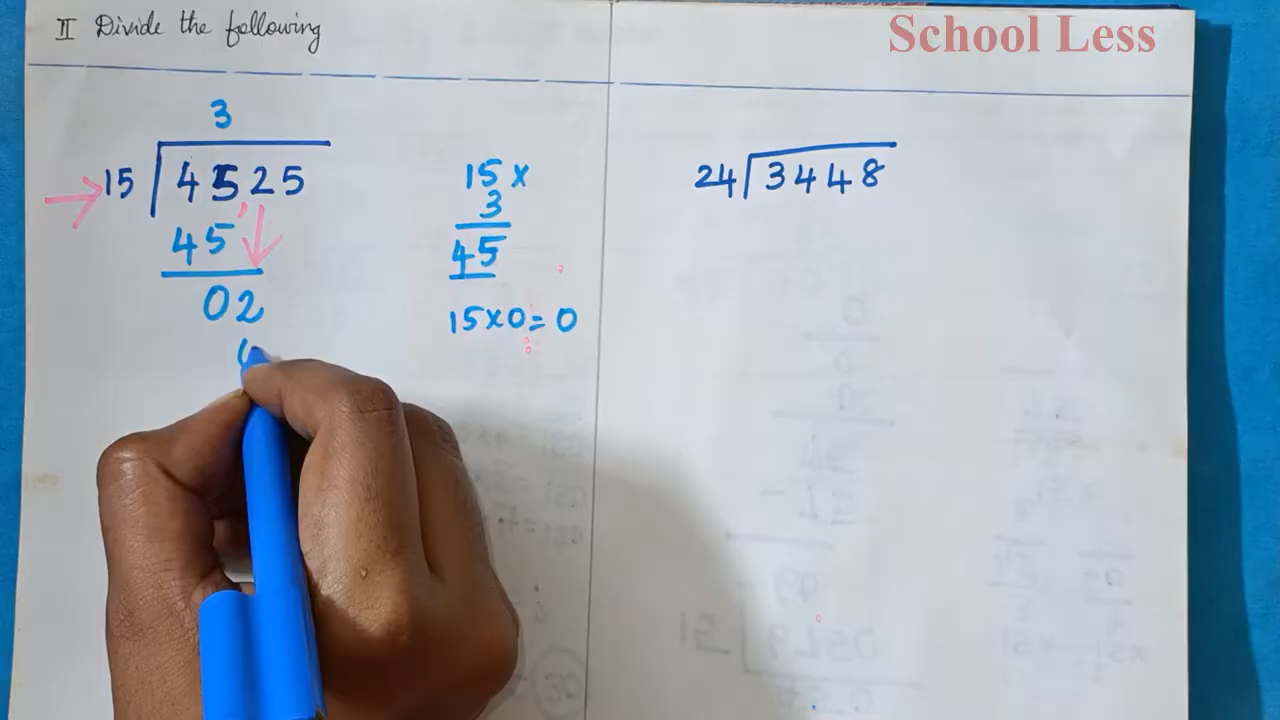 II Divide the following
School Less
3
15 4525
45
02
15 x
3
45
15 x 0 = 0
24 3448